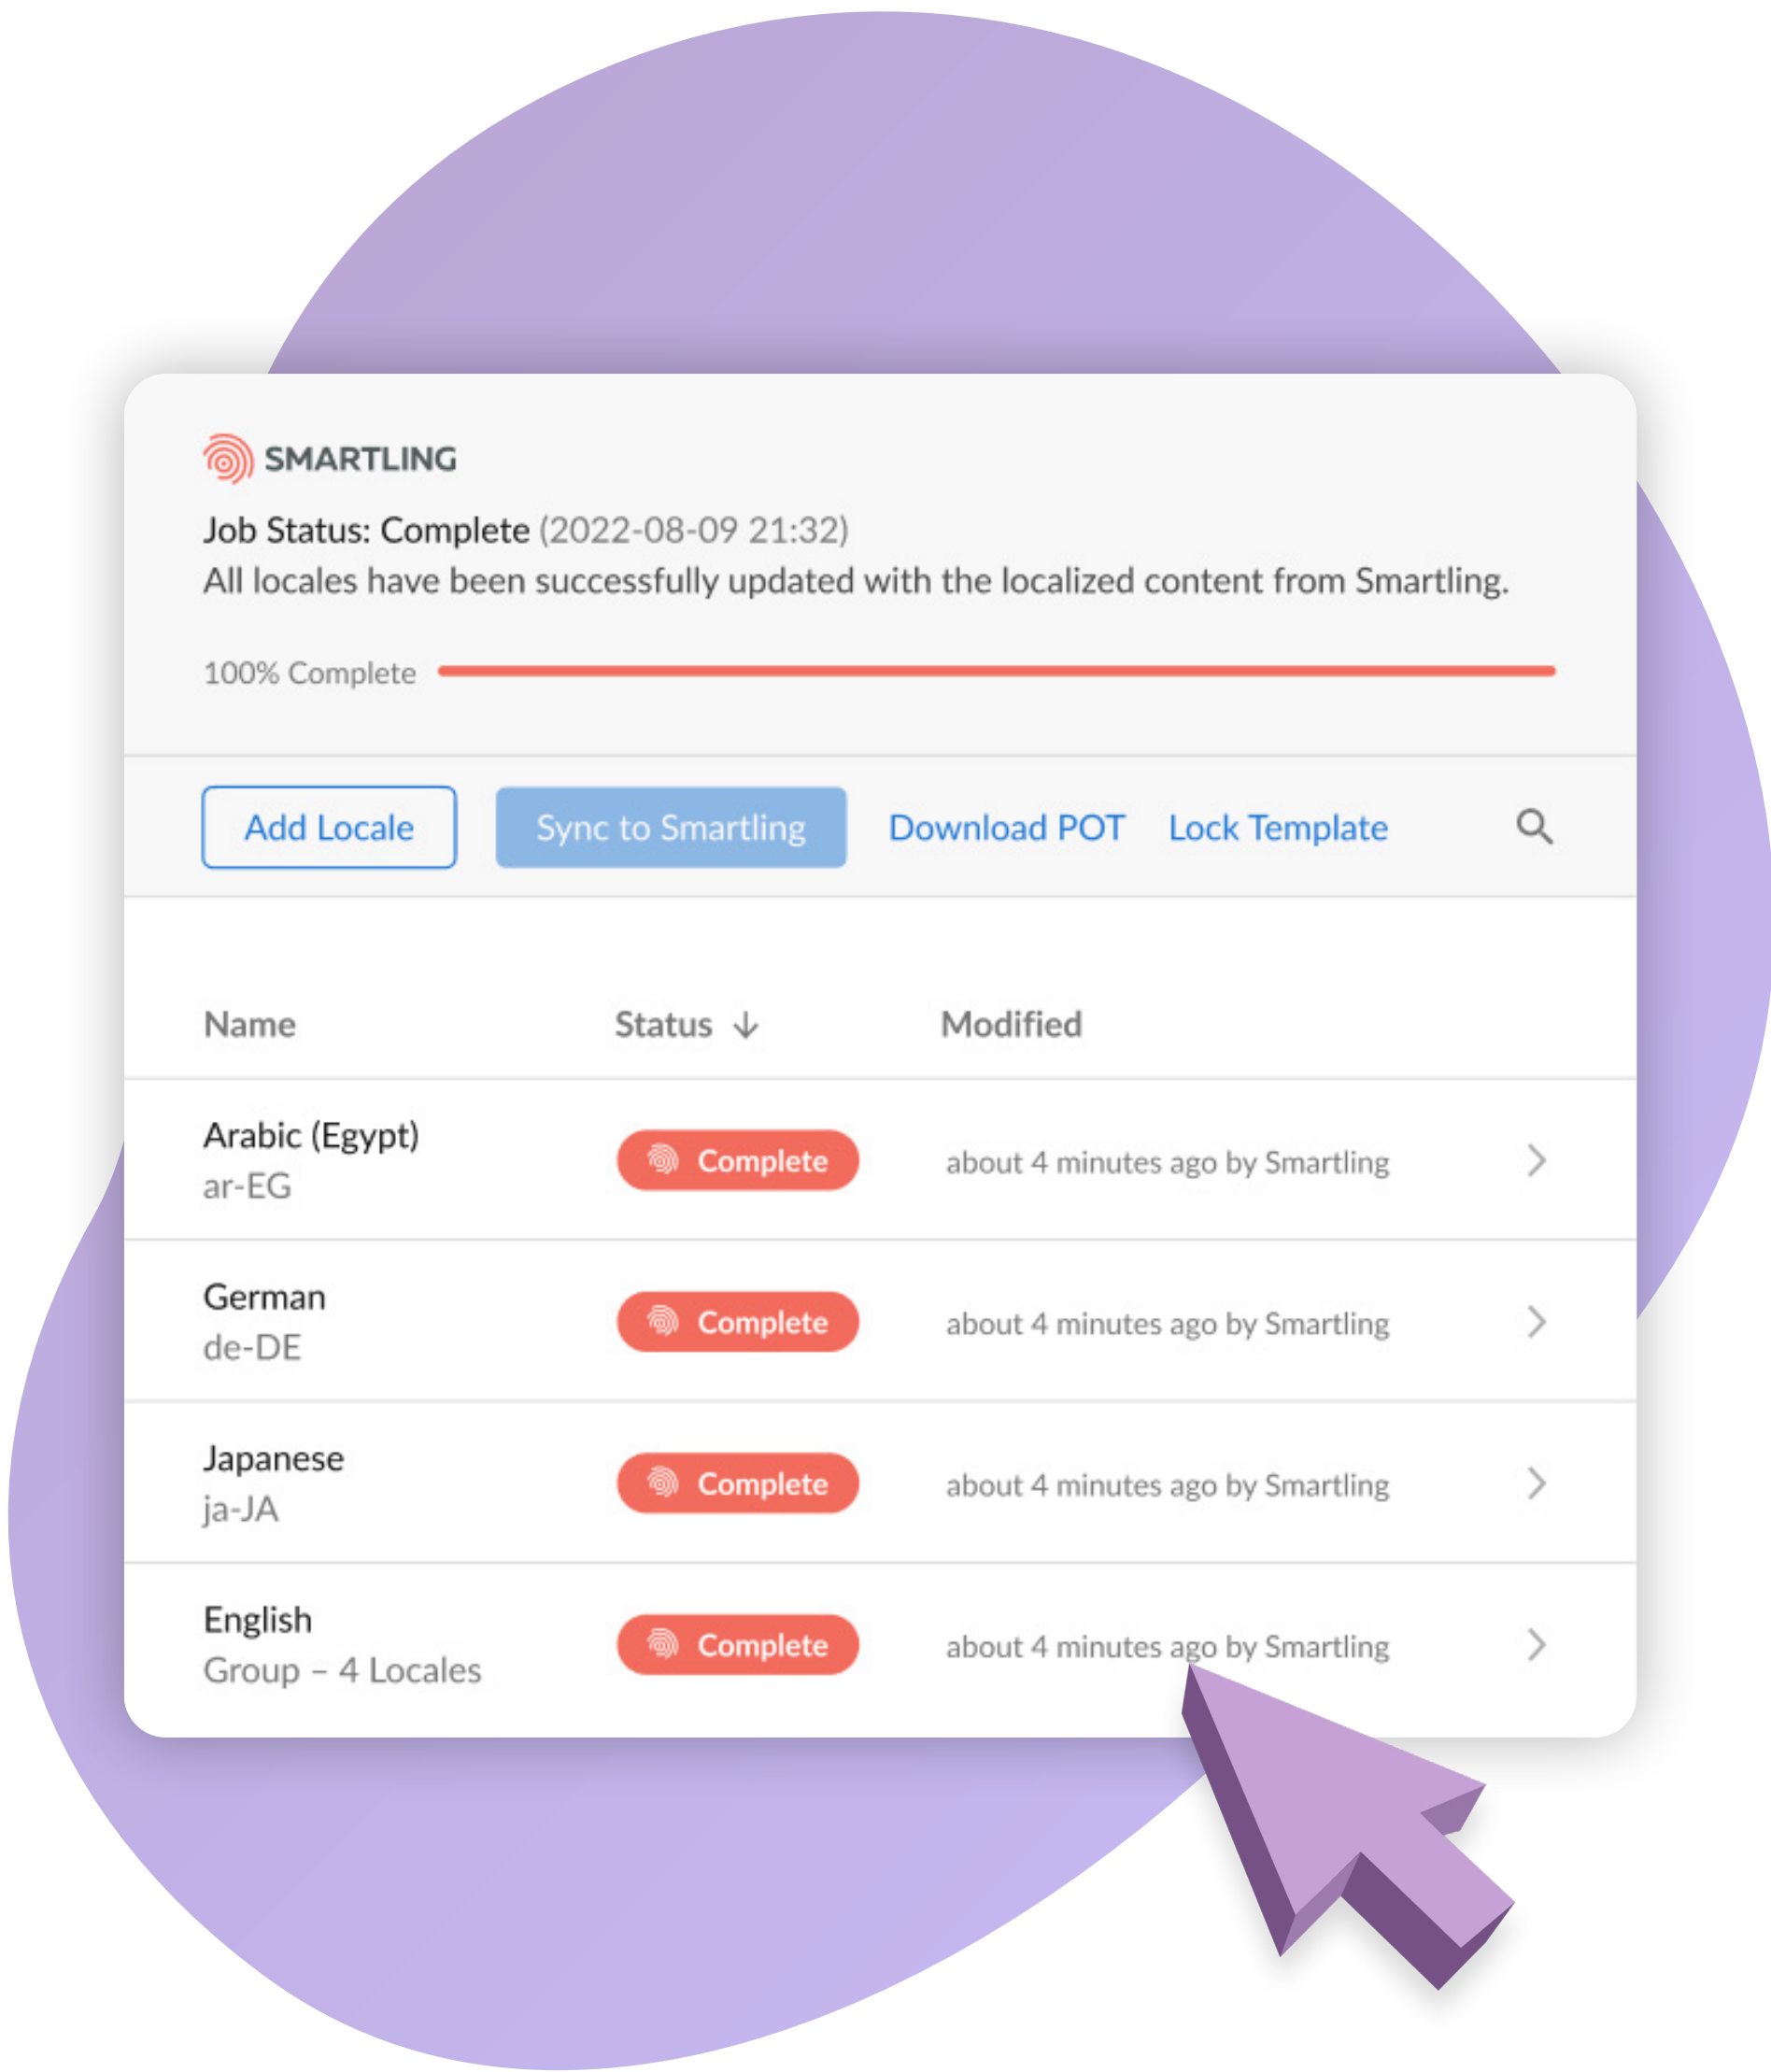 SMARTLING
Job Status: Complete (2022-08-09 21:32)
All locales have been successfully updated with the localized content from Smartling.
100% Complete
Add Locale Sync to Smartling Download POT Lock Template
Name Status Modified
Arabic (Egypt)
ar-EG
Complete about 4 minutes ago by Smartling
German
de-DE
Complete about 4 minutes ago by Smartling
Japanese
ja-JA
Complete about 4 minutes ago by Smartling
English
Group – 4 Locales
Complete about 4 minutes ago by Smartling